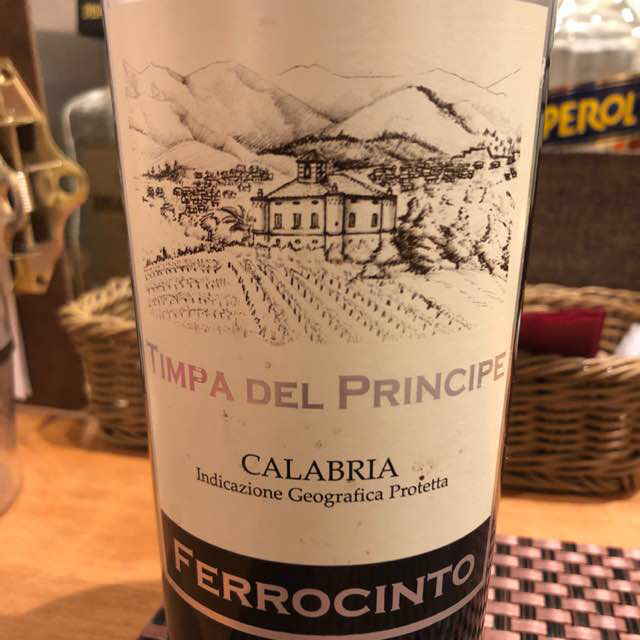 TIMPA DEL PRINCIPE
CALABRIA
Indicazione Geografica Protetta
FERROCINTO
PEROL